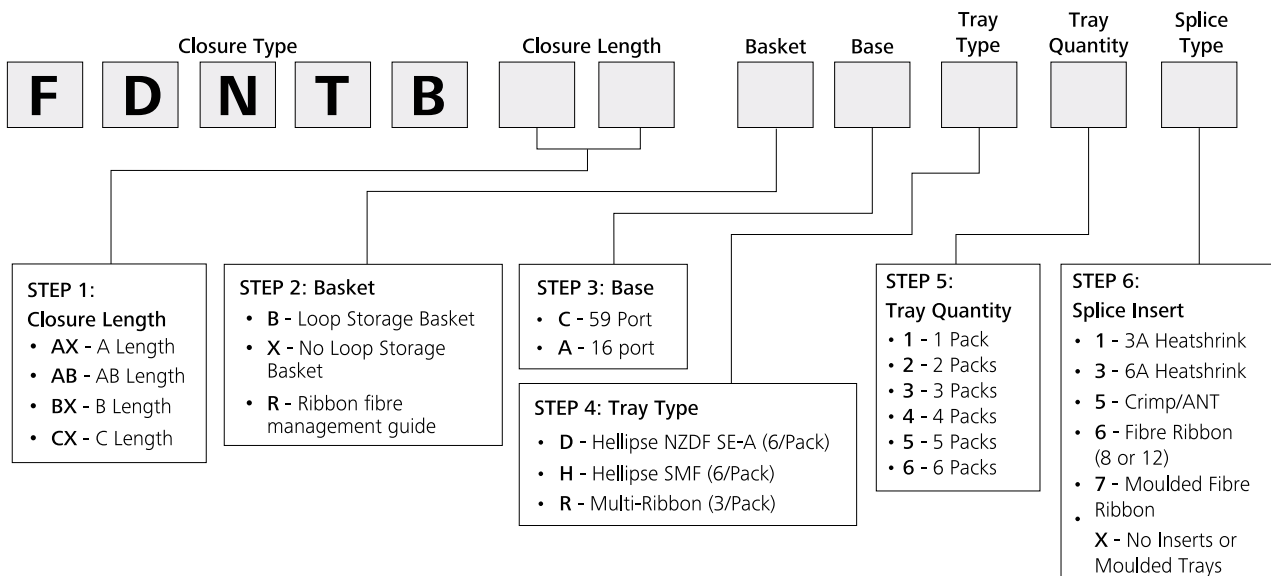 Closure Type
Closure Length
Basket
Base
Tray
Type
Tray
Quantity
Splice
Type
F D N T B
STEP 1:
Closure Length
• AX - A Length
• AB - AB Length
• BX - B Length
• CX - C Length
STEP 2: Basket
• B - Loop Storage Basket
• X - No Loop Storage
Basket
• R - Ribbon fibre
management guide
STEP 3: Base
• C - 59 Port
• A - 16 port
STEP 4: Tray Type
• D - Hellipse NZDF SE-A (6/Pack)
• H - Hellipse SMF (6/Pack)
• R - Multi-Ribbon (3/Pack)
STEP 5:
Tray Quantity
• 1 - 1 Pack
• 2 - 2 Packs
• 3 - 3 Packs
• 4 - 4 Packs
• 5 - 5 Packs
• 6 - 6 Packs
STEP 6:
Splice Insert
• 1 - 3A Heatshrink
• 3 - 6A Heatshrink
• 5 - Crimp/ANT
• 6 - Fibre Ribbon
(8 or 12)
• 7 - Moulded Fibre
Ribbon
•
X - No Inserts or
Moulded Trays